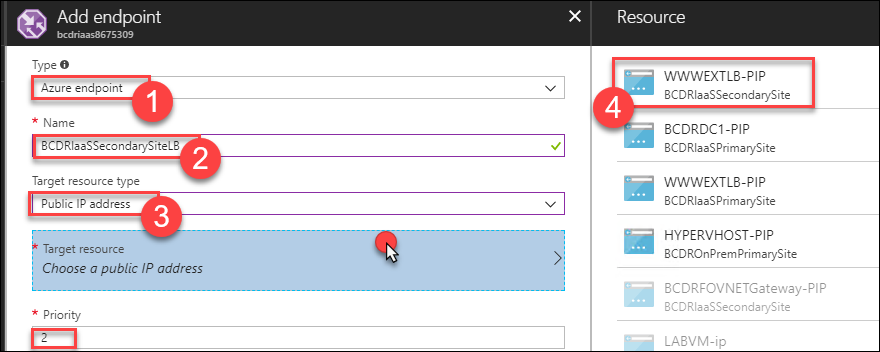 Add endpoint
bcdriaas8675309
Type
Azure endpoint
1
* Name
BCDRIaaSSecondarySiteLB
2
Target resource type
Public IP address
3
* Target resource
Choose a public IP address
* Priority
2
Resource
4
WWWEXTLB-PIP
BCDRIaaSSecondarySite
BCDRDC1-PIP
BCDRIaaSPrimarySite
WWWEXTLB-PIP
BCDRIaaSPrimarySite
HYPERVHOST-PIP
BCDROnPremPrimarySite
BCDRFOVNETGateway-PIP
BCDRIaaSSecondarySite
LABVM-ip